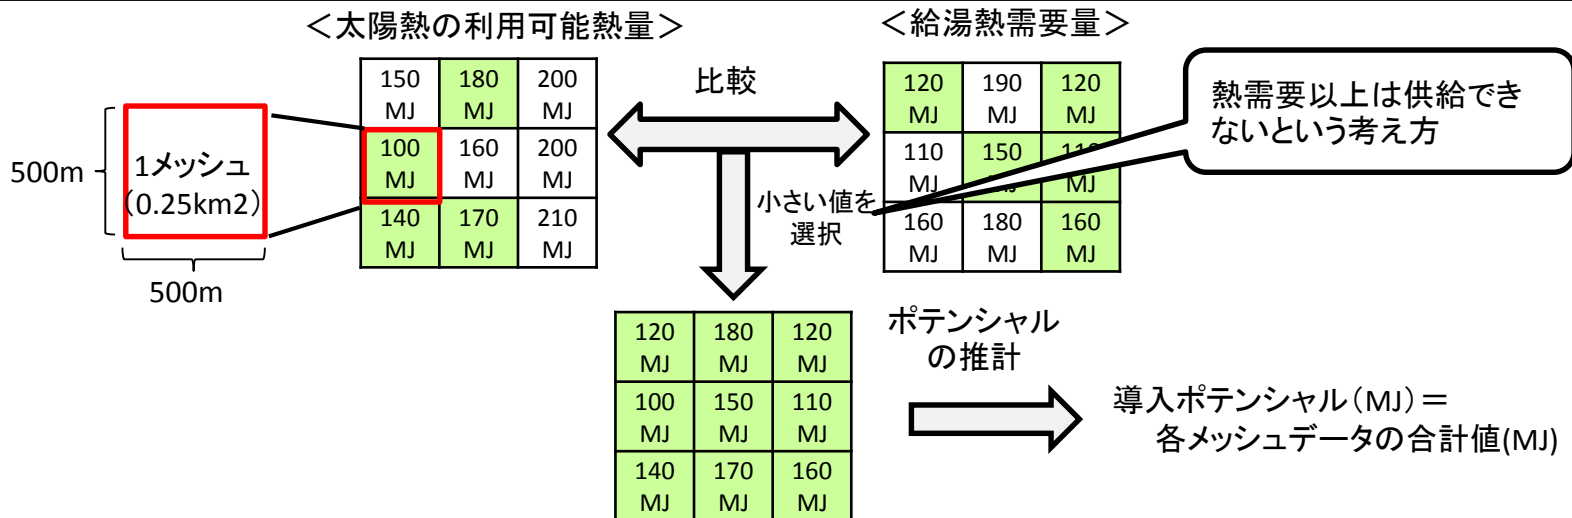 <太陽熱の利用可能熱量>
<給湯熱需要量>
500m
1メッシュ
(0.25km2)
500m
150 MJ 180 MJ 200 MJ
100 MJ 160 MJ 200 MJ
140 MJ 170 MJ 210 MJ
比較
小さい値を
選択
120 MJ 190 MJ 120 MJ
110 MJ 150 MJ 110 MJ
160 MJ 180 MJ 160 MJ
熱需要以上は供給でき
ないという考え方
120 MJ 180 MJ 120 MJ
100 MJ 150 MJ 110 MJ
140 MJ 170 MJ 160 MJ
ポテンシャル
の推計
導入ポテンシャル(MJ)=
各メッシュデータの合計値(MJ)